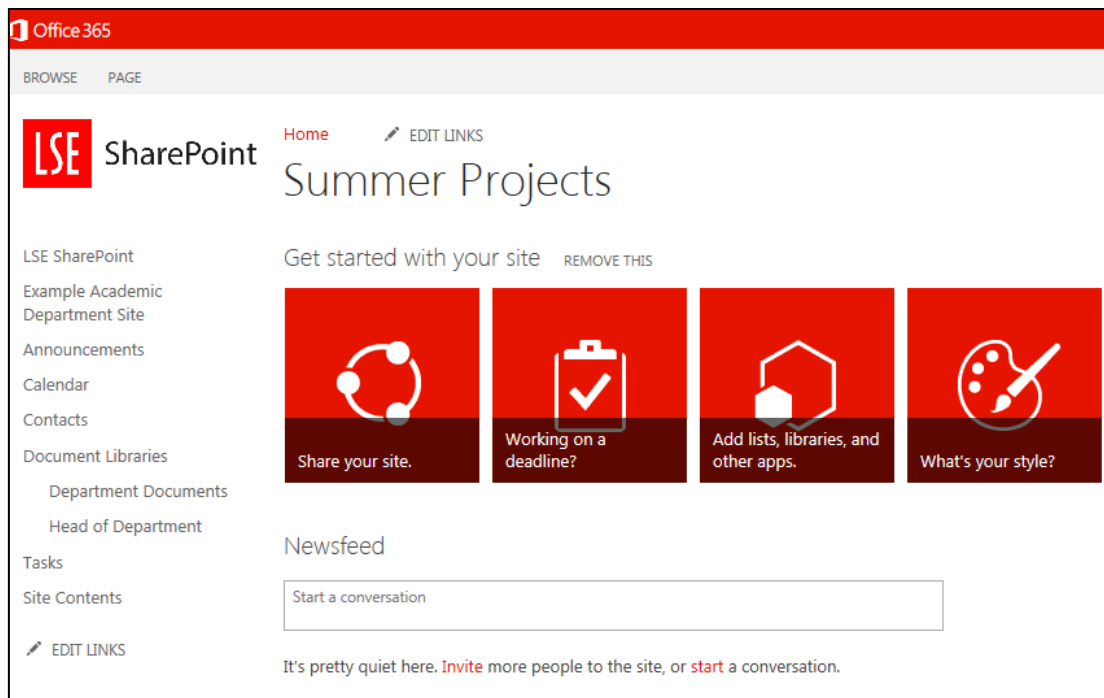 Office 365
BROWSE PAGE
LSE SharePoint
Home EDIT LINKS
Summer Projects
LSE SharePoint
Example Academic
Department Site
Announcements
Calendar
Contacts
Document Libraries
Department Documents
Head of Department
Tasks
Site Contents
EDIT LINKS
Get started with your site REMOVE THIS
Share your site.
Working on a
deadline?
Add lists, libraries, and
other apps.
What's your style?
Newsfeed
Start a conversation
It's pretty quiet here. Invite more people to the site, or start a conversation.